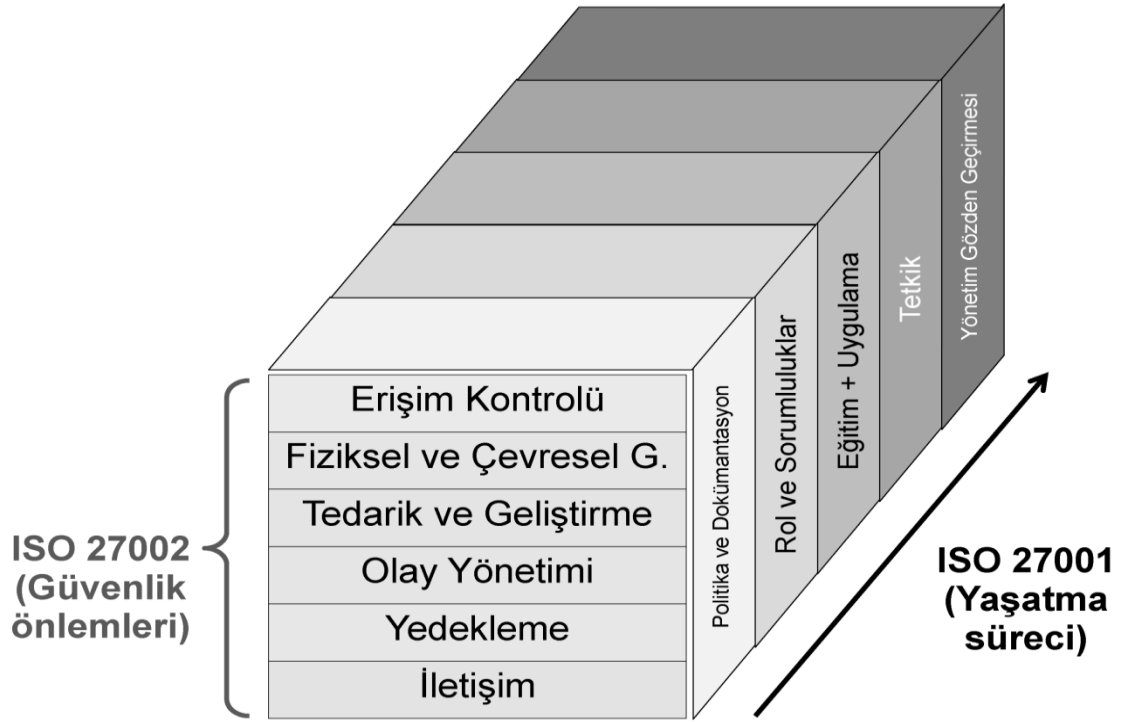 Erişim Kontrolü
Fiziksel ve Çevresel G.
Tedarik ve Geliştirme
Olay Yönetimi
Yedekleme
İletişim
ISO 27002
(Güvenlik
önlemleri)
Politika ve Dokümantasyon
Rol ve Sorumluluklar
Eğitim + Uygulama
Tetkik
Yönetim Gözden Geçirmesi
ISO 27001
(Yaşatma
süreci)